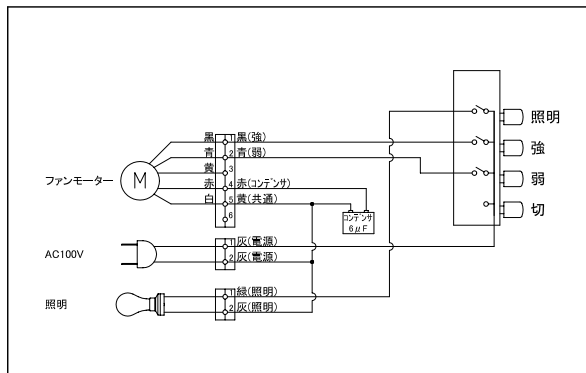 照明
強
弱
切
ファンモーター
M
黒
青
黄
赤
白
1 黒(強)
2 青(弱)
3
4 赤(コンデンサ)
5 黄(共通)
6
コンデンサ
6μF
AC100V
1 灰(電源)
2 灰(電源)
照明
1 緑(照明)
2 灰(照明)